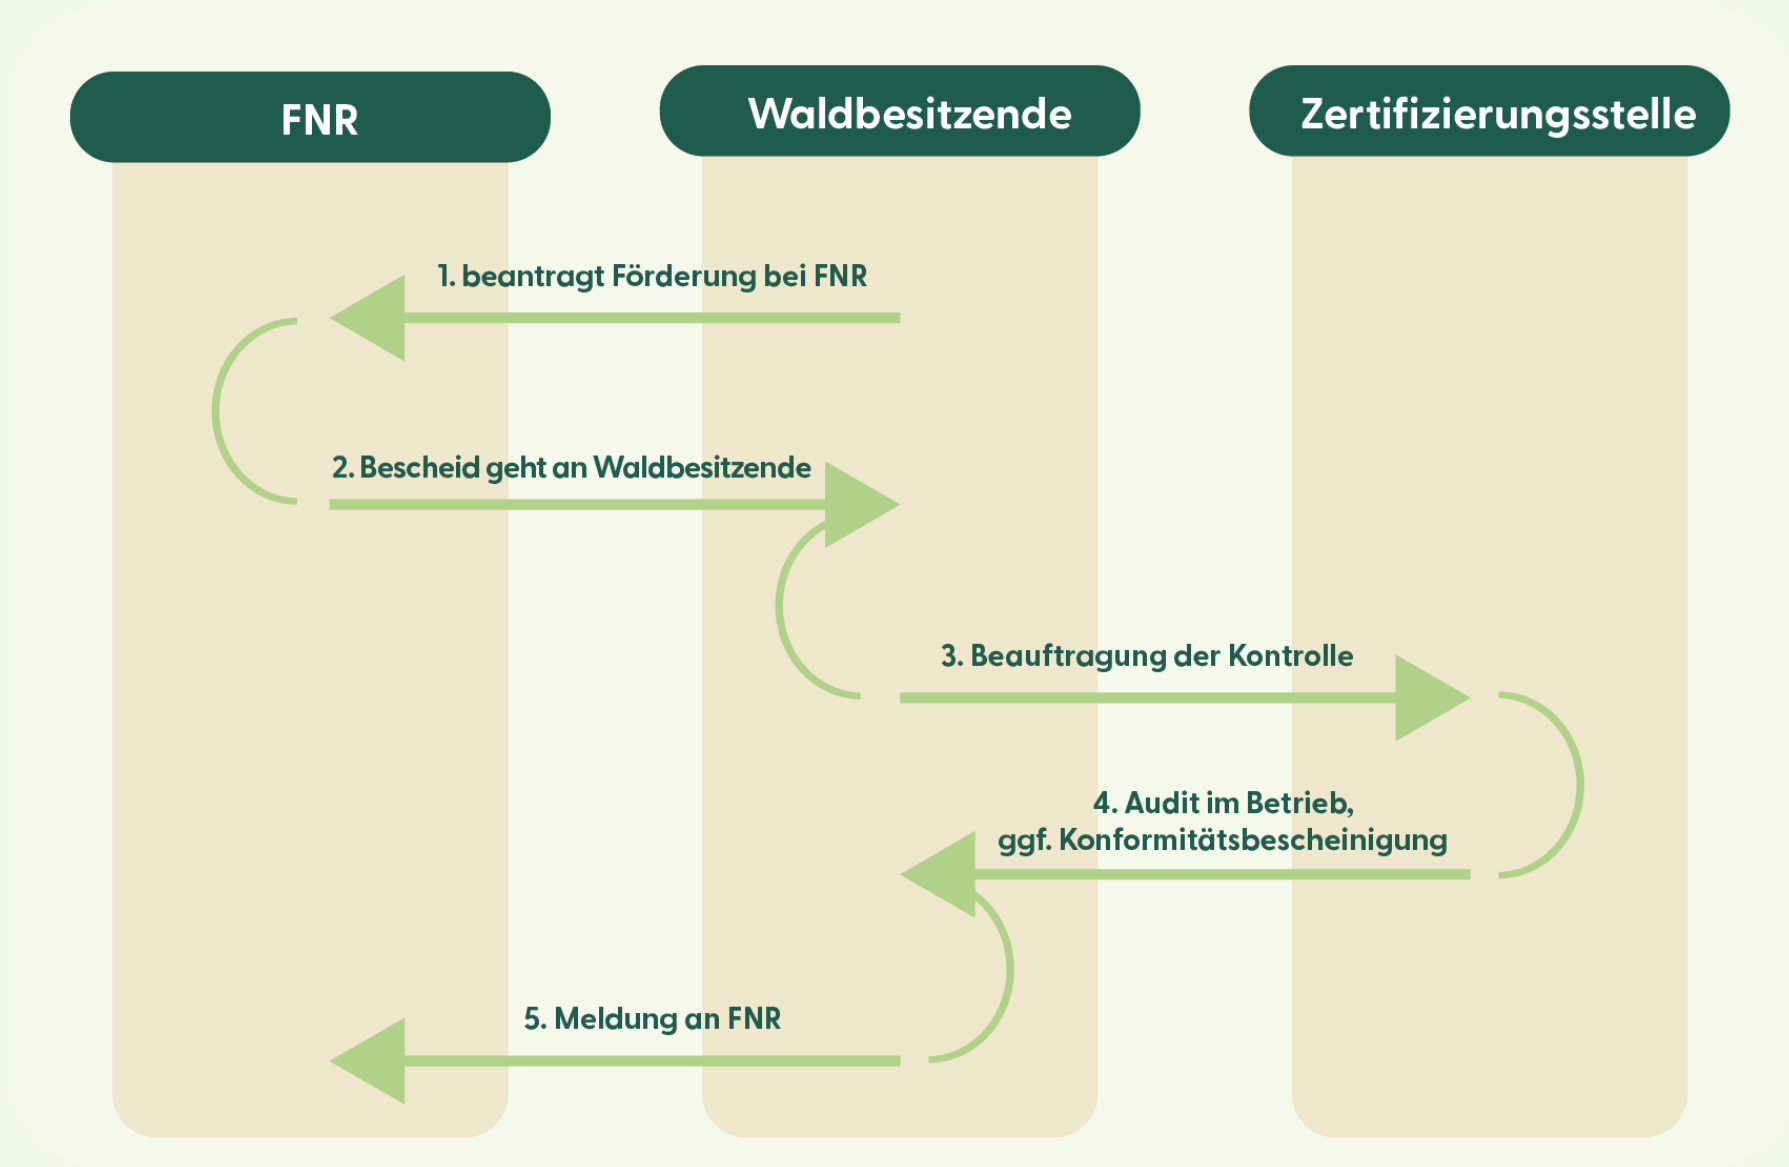 FNR
Waldbesitzende
Zertifizierungsstelle
1. beantragt Förderung bei FNR
2. Bescheid geht an Waldbesitzende
3. Beauftragung der Kontrolle
4. Audit im Betrieb,
ggf. Konformitätsbescheinigung
5. Meldung an FNR